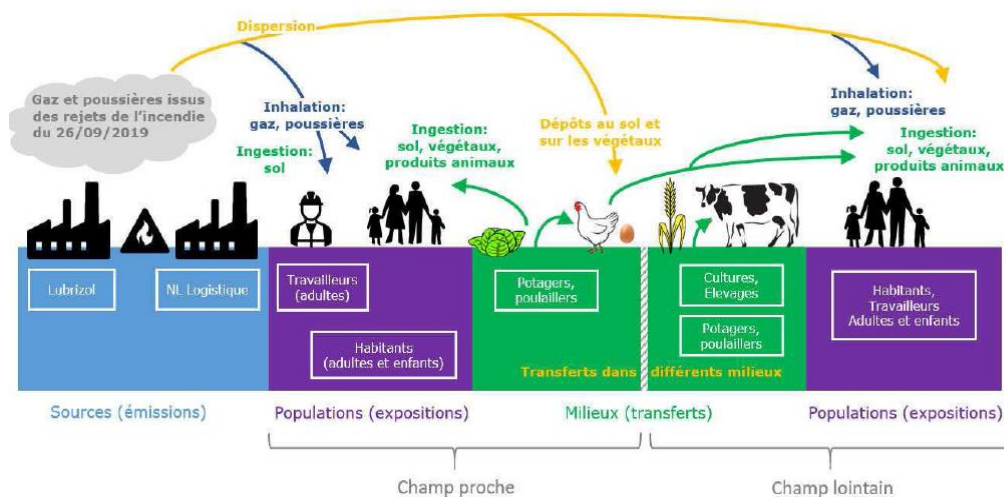 Dispersion
Gaz et poussières issus
des rejets de l'incendie
du 26/09/2019
Inhalation:
gaz, poussières
Ingestion:
sol
Ingestion:
sol, végétaux,
produits animaux
Dépôts au sol et
sur les végétaux
Inhalation:
gaz, poussières
Ingestion:
sol, végétaux,
produits animaux
Lubrizol
NL Logistique
Travailleurs
(adultes)
Habitants
(adultes et enfants)
Potagers,
poulaillers
Cultures,
Elevages
Potagers,
poulaillers
Habitants,
Travailleurs
Adultes et enfants
Transferts dans différents milieux
Sources (émissions)
Populations (expositions)
Milieux (transferts)
Populations (expositions)
Champ proche
Champ lointain